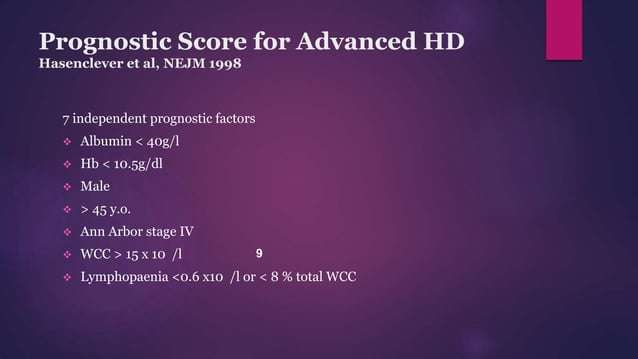 Prognostic Score for Advanced HD
Hasenclever et al, NEJM 1998
7 independent prognostic factors
Albumin < 40g/l
Hb < 10.5g/dl
Male
> 45 y.o.
Ann Arbor stage IV
WCC > 15 x 10 /l 9
Lymphopaenia <0.6 x10 /l or < 8 % total WCC